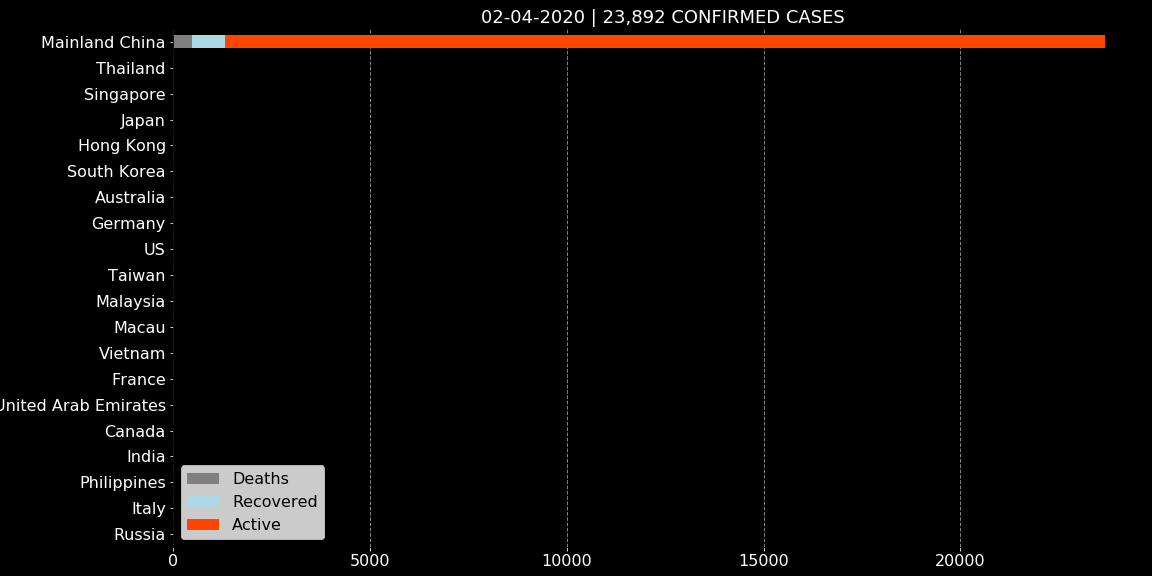 02-04-2020 | 23,892 CONFIRMED CASES
Mainland China
Thailand
Singapore
Japan
Hong Kong
South Korea
Australia
Germany
US
Taiwan
Malaysia
Macau
Vietnam
France
United Arab Emirates
Canada
India
Philippines
Italy
Russia
Deaths
Recovered
Active
0 5000 10000 15000 20000